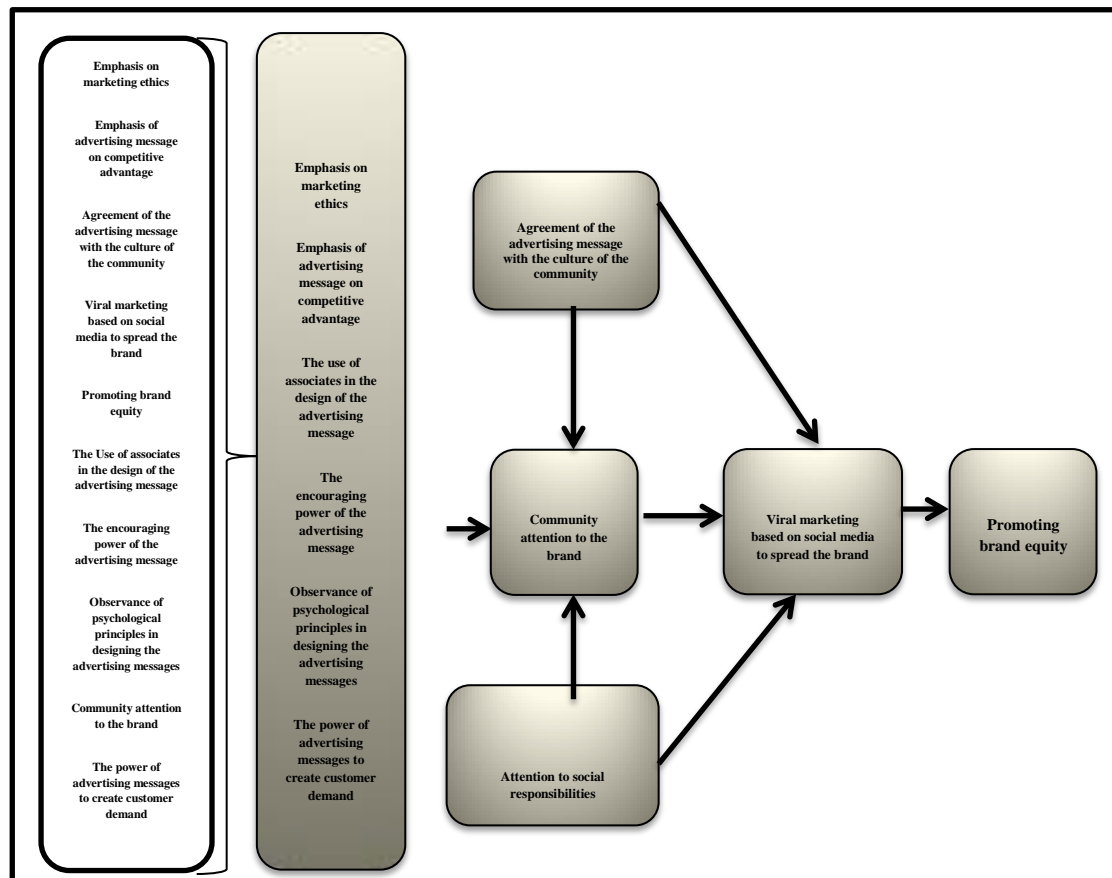 Emphasis on
marketing ethics
Emphasis of
advertising message
on competitive
advantage
Agreement of the
advertising message
with the culture of
the community
Viral marketing
based on social
media to spread the
brand
Promoting brand
equity
The Use of associates
in the design of the
advertising message
The encouraging
power of the
advertising message
Observance of
psychological
principles in
designing the
advertising messages
Community attention
to the brand
The power of
advertising messages
to create customer
demand
Emphasis on
marketing
ethics
Emphasis of
advertising
message on
competitive
advantage
The use of
associates in the
design of the
advertising
message
The
encouraging
power of the
advertising
message
Observance of
psychological
principles in
designing the
advertising
messages
The power of
advertising
messages to
create customer
demand
Agreement of the
advertising message
with the culture of the
community
Community
attention to the
brand
Viral marketing
based on social media
to spread the brand
Promoting
brand equity
Attention to social
responsibilities